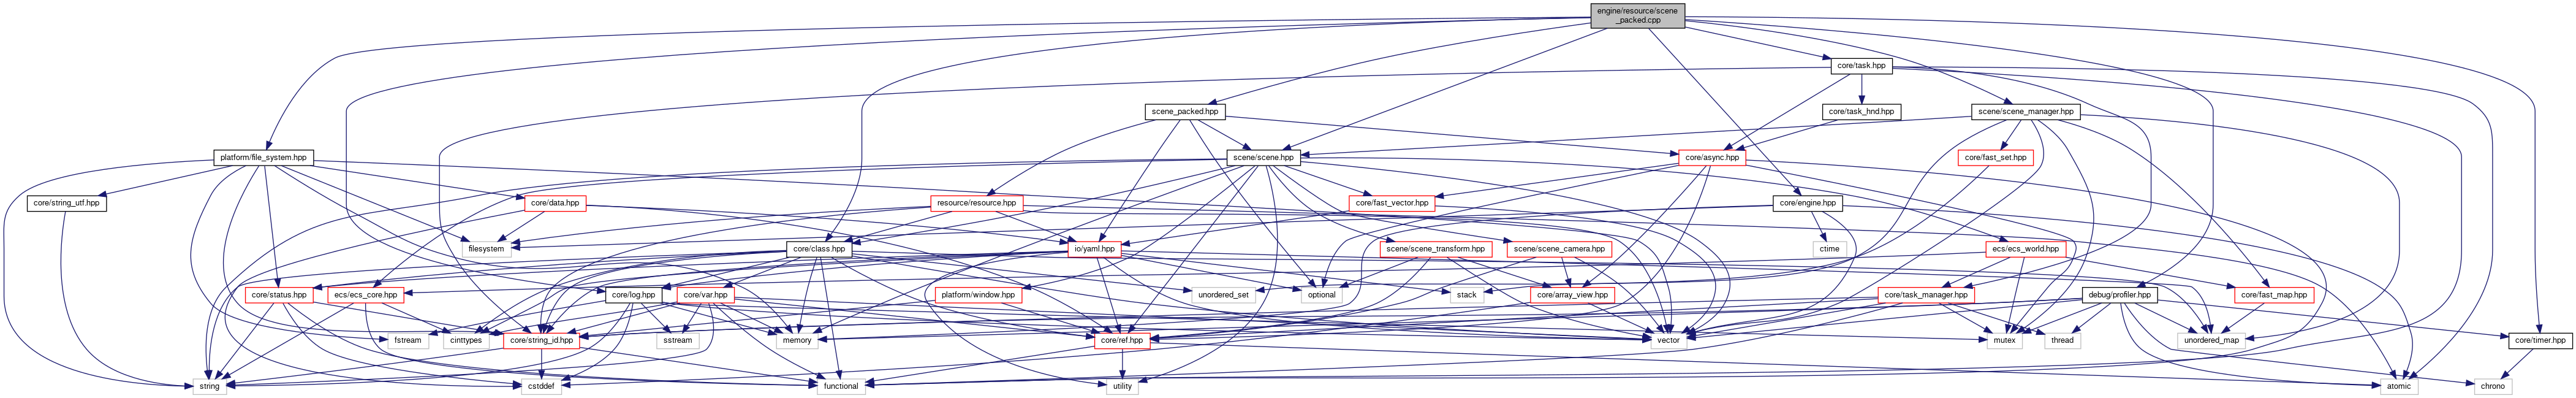 engine/resource/scene
_packed.cpp
core/task.hpp
scene_packed.hpp
core/task_hnd.hpp
scene/scene_manager.hpp
platform/file_system.hpp
scene/scene.hpp
core/async.hpp
core/fast_set.hpp
core/string_utf.hpp
core/data.hpp
resource/resource.hpp
core/fast_vector.hpp
core/engine.hpp
filesystem
core/class.hpp
io/yaml.hpp
scene/scene_transform.hpp
scene/scene_camera.hpp
ctime
ecs/ecs_world.hpp
core/status.hpp
ecs/ecs_core.hpp
core/log.hpp
core/var.hpp
platform/window.hpp
unordered_set
optional
stack
core/array_view.hpp
core/task_manager.hpp
debug/profiler.hpp
core/fast_map.hpp
fstream
cinttypes
core/string_id.hpp
sstream
memory
core/ref.hpp
vector
mutex
thread
unordered_map
core/timer.hpp
string
cstddef
functional
utility
atomic
chrono